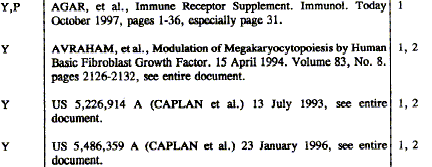 Y,P AGAR, et al., Immune Receptor Supplement. Immunol. Today 1
October 1997, pages 1-36, especially page 31.
Y AVRAHAM, et al., Modulation of Megakaryocytopoiesis by Human 1, 2
Basic Fibroblast Growth Factor. 15 April 1994. Volume 83, No. 8.
pages 2126-2132, see entire document.
Y US 5,226,914 A (CAPLAN et al.) 13 July 1993, see entire 1, 2
document.
Y US 5,486,359 A (CAPLAN et al.) 23 January 1996, see entire 1, 2
document.